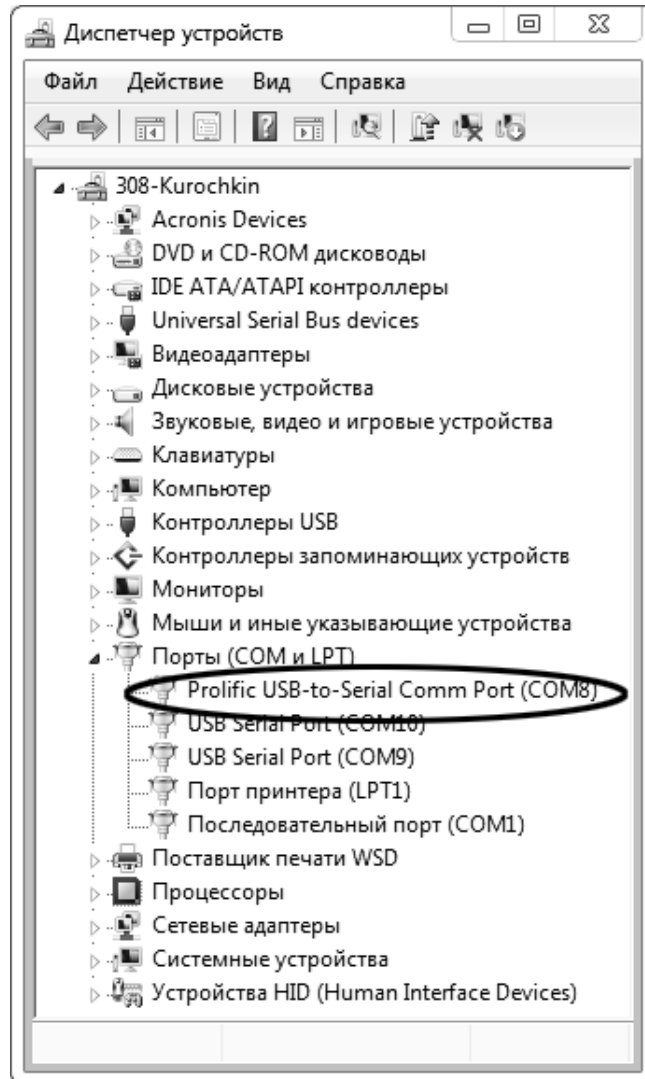 Диспетчер устройств
Файл Действие Вид Справка
308-Kurochkin
Acronis Devices
DVD и CD-ROM дисководы
IDE ATA/ATAPI контроллеры
Universal Serial Bus devices
Видеоадаптеры
Дисковые устройства
Звуковые, видео и игровые устройства
Клавиатуры
Компьютер
Контроллеры USB
Контроллеры запоминающих устройств
Мониторы
Мыши и иные указывающие устройства
Порты (COM и LPT)
Prolific USB-to-Serial Comm Port (COM8)
USB Serial Port (COM10)
USB Serial Port (COM9)
Порт принтера (LPT1)
Последовательный порт (COM1)
Поставщик печати WSD
Процессоры
Сетевые адаптеры
Системные устройства
Устройства HID (Human Interface Devices)